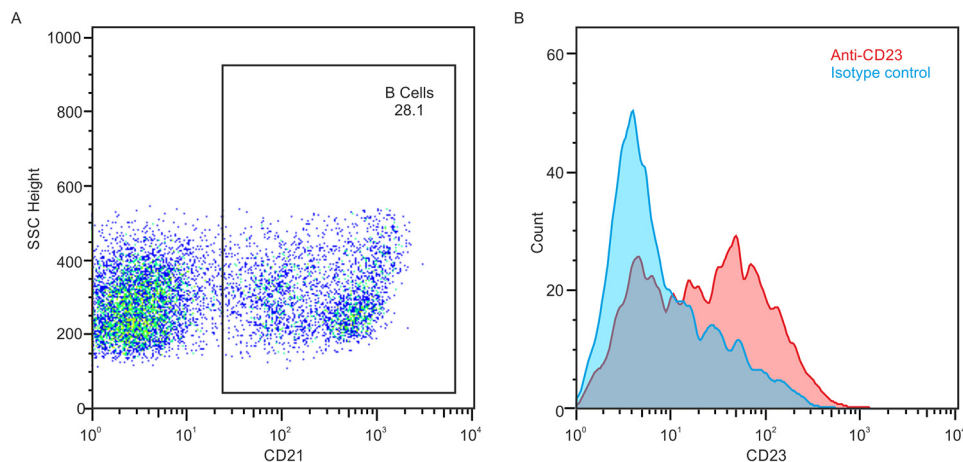 A
1000
800
600
400
200
0
SSC Height
B Cells
28.1
10⁰
10¹
10²
10³
10⁴
CD21
B
60
40
20
0
Count
Anti-CD23
Isotype control
10⁰
10¹
10²
10³
10
CD23